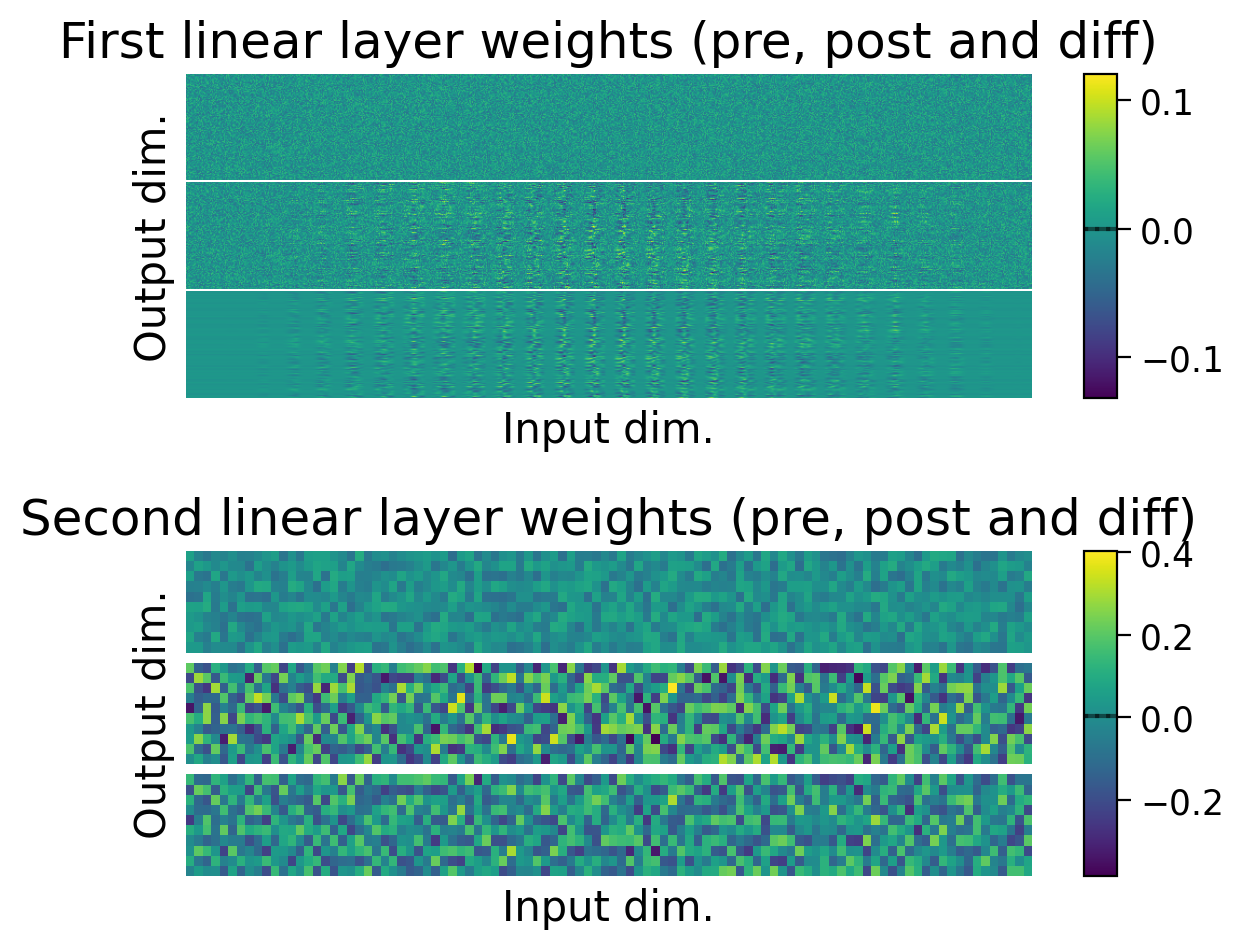 First linear layer weights (pre, post and diff)
Output dim.
0.1
0.0
−0.1
Input dim.
Second linear layer weights (pre, post and diff)
Output dim.
0.4
0.2
0.0
−0.2
Input dim.